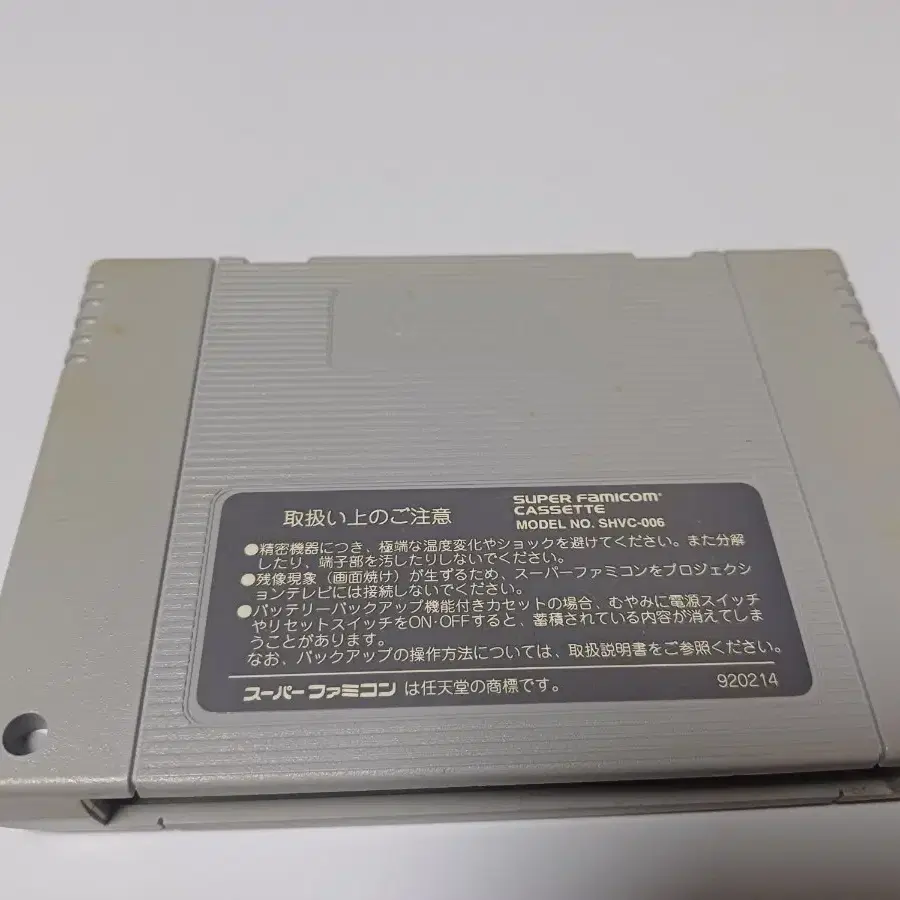 取扱い上のご注意
SUPER FAMICOM
CASSETTE
MODEL NO. SHVC-006
●精密機器につき、極端な温度変化やショックを避けてください。また分解
したり、端子部を汚したりしないでください。
●残像現象（画面焼け）が生ずるため、スーパーファミコンをプロジェクシ
ョンテレビには接続しないでください。
●バッテリーバックアップ機能付きカセットの場合、むやみに電源スイッチ
やリセットスイッチをON・OFFすると、蓄積されている内容が消えてしま
うことがあります。
なお、バックアップの操作方法については、取扱説明書をご参照ください。
スーパーファミコン は任天堂の商標です。
920214